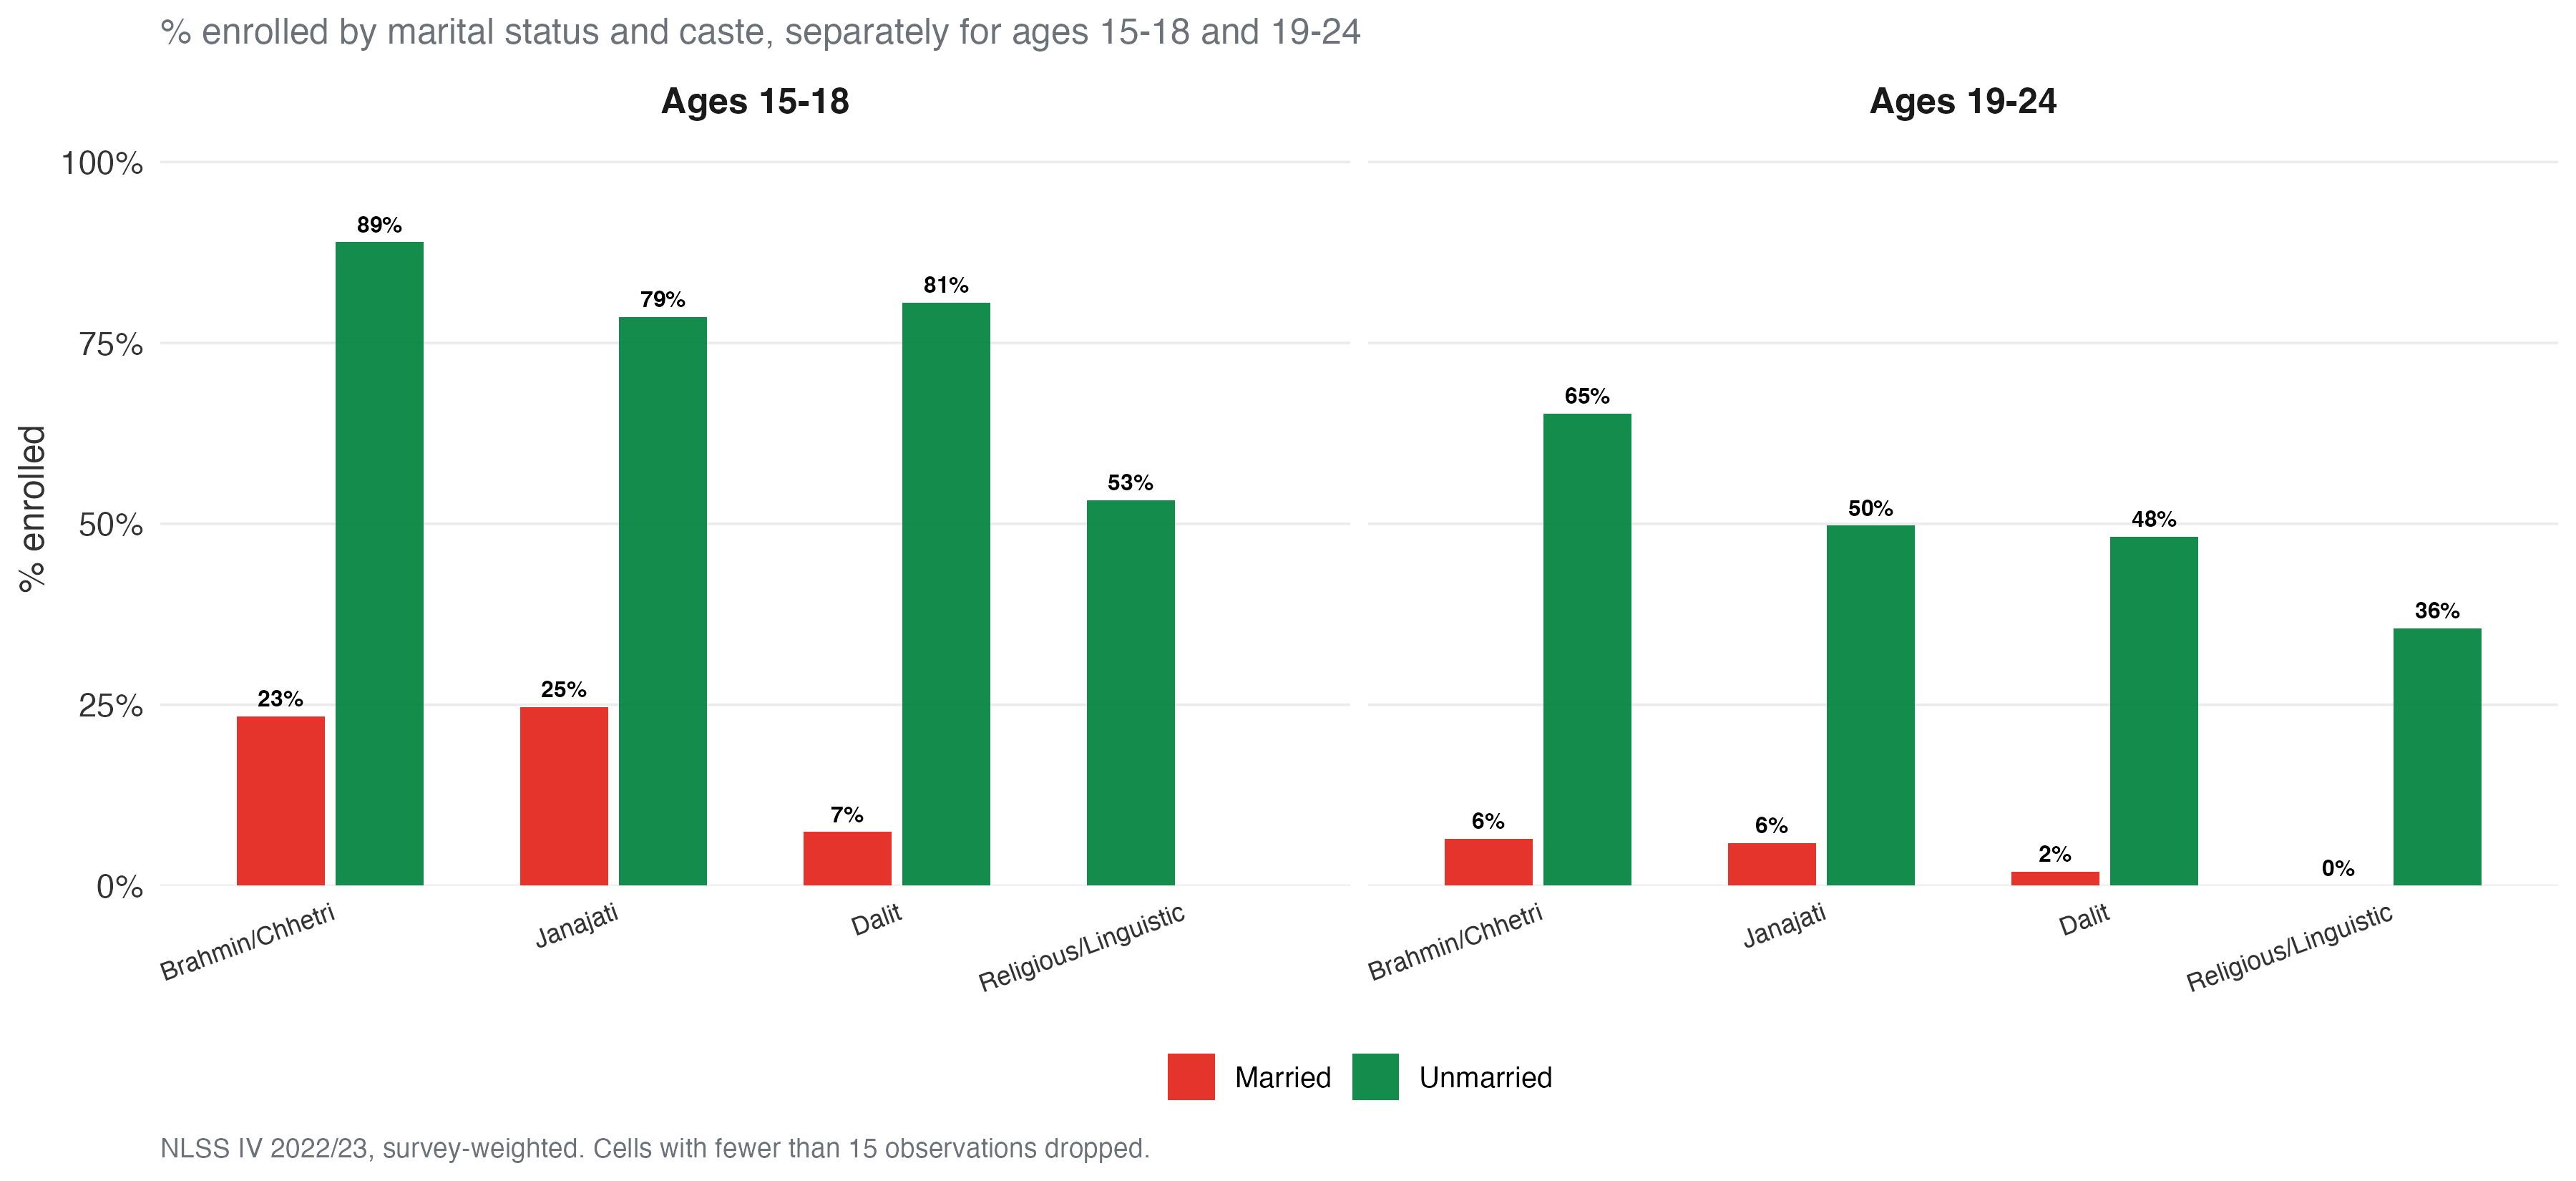 % enrolled by marital status and caste, separately for ages 15-18 and 19-24
Ages 15-18
Ages 19-24
100%
75%
50%
25%
0%
% enrolled
23%
89%
25%
79%
7%
81%
53%
6%
65%
6%
50%
2%
48%
0%
36%
Brahmin/Chhetri
Janajati
Dalit
Religious/Linguistic
Brahmin/Chhetri
Janajati
Dalit
Religious/Linguistic
Married
Unmarried
NLSS IV 2022/23, survey-weighted. Cells with fewer than 15 observations dropped.